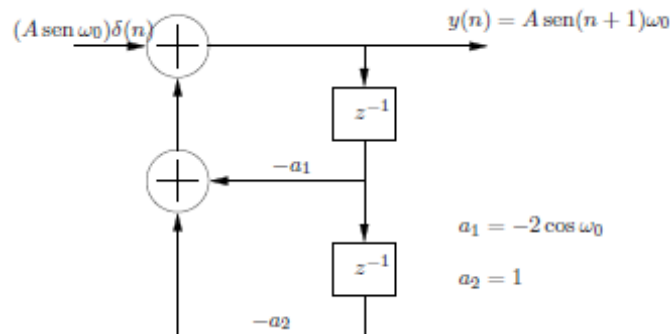 (A sen ω₀)δ(n)
y(n) = A sen(n + 1)ω₀
z⁻¹
−a₁
a₁ = −2 cos ω₀
z⁻¹
a₂ = 1
−a₂